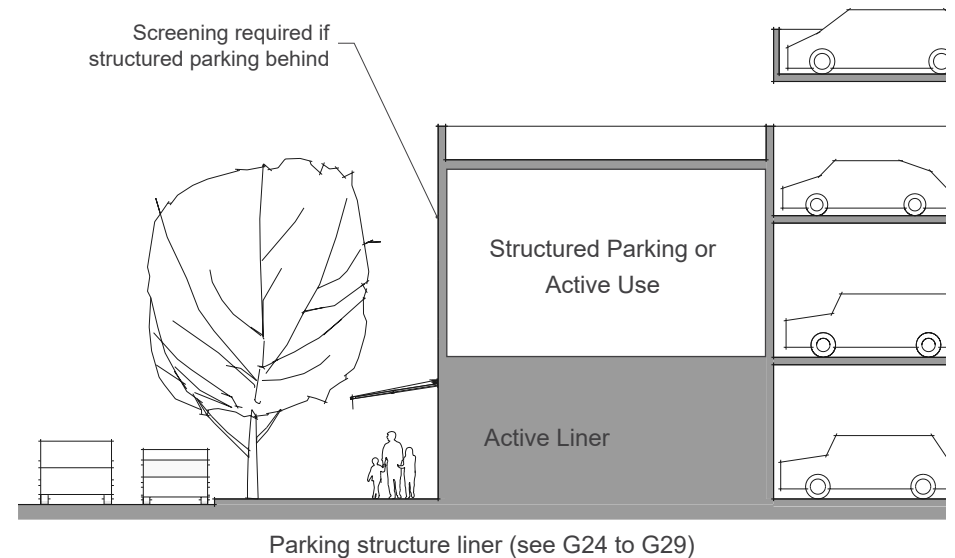 Screening required if
structured parking behind
Structured Parking or
Active Use
Active Liner
Parking structure liner (see G24 to G29)